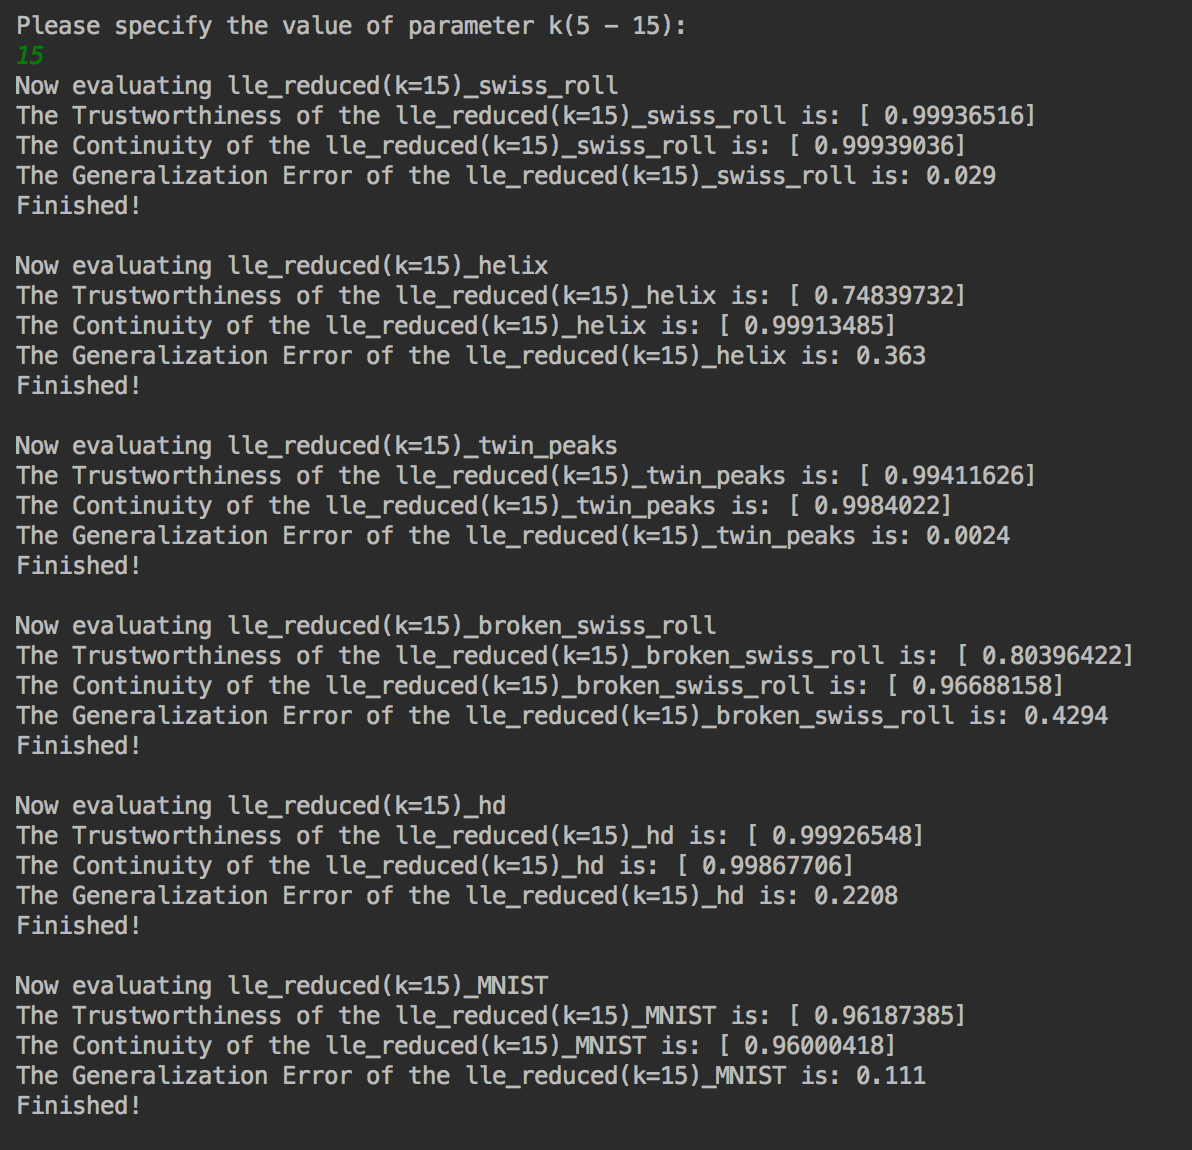 Please specify the value of parameter k(5 – 15):
15
Now evaluating lle_reduced(k=15)_swiss_roll
The Trustworthiness of the lle_reduced(k=15)_swiss_roll is: [ 0.99936516]
The Continuity of the lle_reduced(k=15)_swiss_roll is: [ 0.99939036]
The Generalization Error of the lle_reduced(k=15)_swiss_roll is: 0.029
Finished!
Now evaluating lle_reduced(k=15)_helix
The Trustworthiness of the lle_reduced(k=15)_helix is: [ 0.74839732]
The Continuity of the lle_reduced(k=15)_helix is: [ 0.99913485]
The Generalization Error of the lle_reduced(k=15)_helix is: 0.363
Finished!
Now evaluating lle_reduced(k=15)_twin_peaks
The Trustworthiness of the lle_reduced(k=15)_twin_peaks is: [ 0.99411626]
The Continuity of the lle_reduced(k=15)_twin_peaks is: [ 0.9984022]
The Generalization Error of the lle_reduced(k=15)_twin_peaks is: 0.0024
Finished!
Now evaluating lle_reduced(k=15)_broken_swiss_roll
The Trustworthiness of the lle_reduced(k=15)_broken_swiss_roll is: [ 0.80396422]
The Continuity of the lle_reduced(k=15)_broken_swiss_roll is: [ 0.96688158]
The Generalization Error of the lle_reduced(k=15)_broken_swiss_roll is: 0.4294
Finished!
Now evaluating lle_reduced(k=15)_hd
The Trustworthiness of the lle_reduced(k=15)_hd is: [ 0.99926548]
The Continuity of the lle_reduced(k=15)_hd is: [ 0.99867706]
The Generalization Error of the lle_reduced(k=15)_hd is: 0.2208
Finished!
Now evaluating lle_reduced(k=15)_MNIST
The Trustworthiness of the lle_reduced(k=15)_MNIST is: [ 0.96187385]
The Continuity of the lle_reduced(k=15)_MNIST is: [ 0.96000418]
The Generalization Error of the lle_reduced(k=15)_MNIST is: 0.111
Finished!